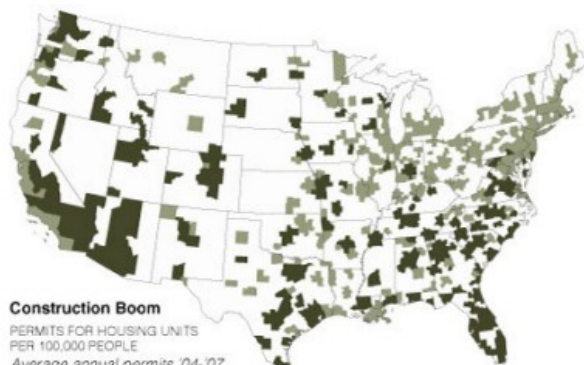 Construction Boom
PERMITS FOR HOUSING UNITS
PER 100,000 PEOPLE
Average annual permits '04-'07